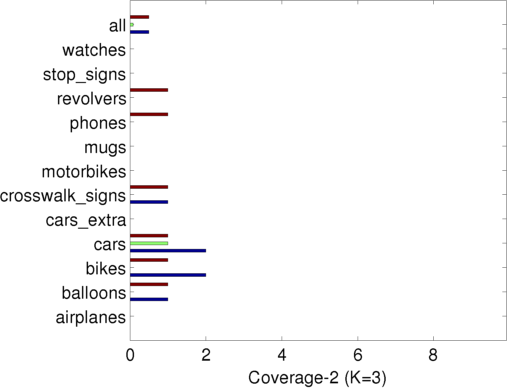 all
watches
stop_signs
revolvers
phones
mugs
motorbikes
crosswalk_signs
cars_extra
cars
bikes
balloons
airplanes
0 2 4 6 8
Coverage-2 (K=3)